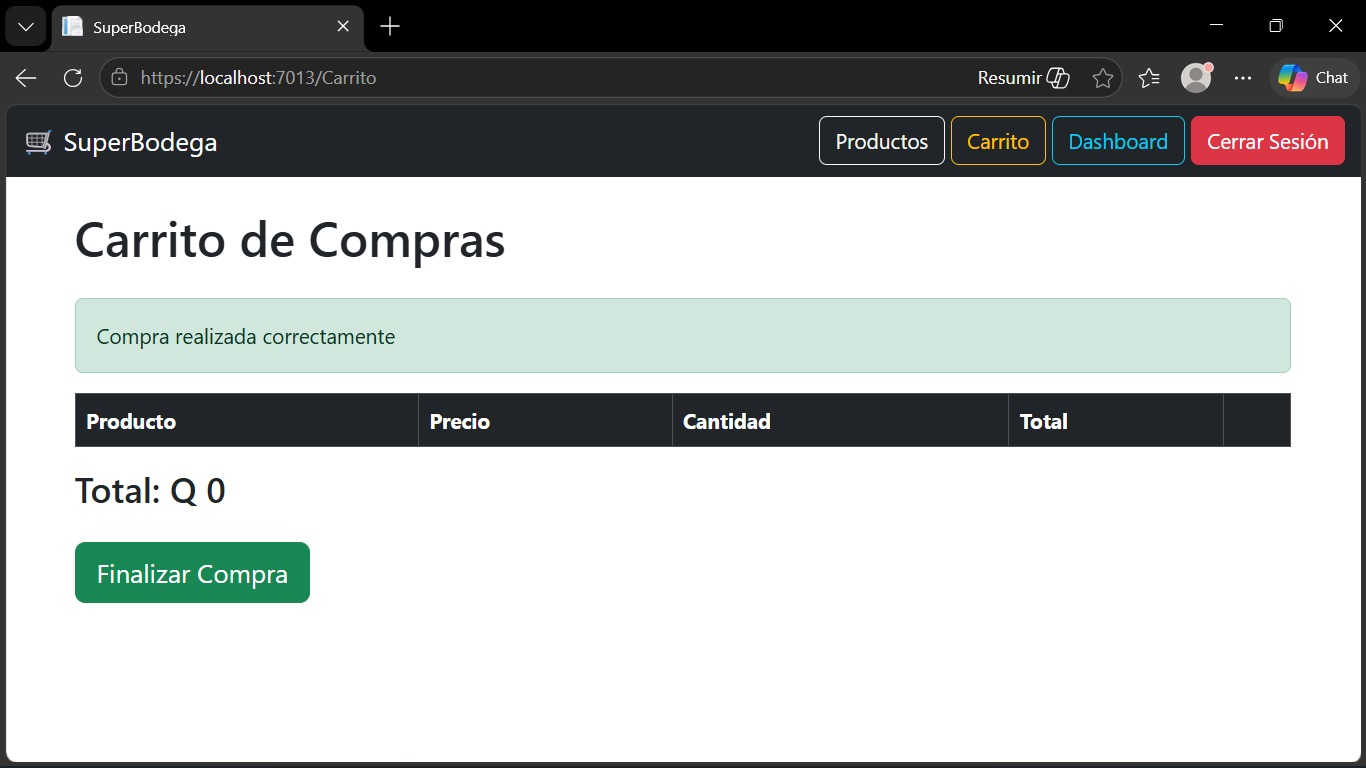 SuperBodega
https://localhost:7013/Carrito
Resumir
Chat
SuperBodega
Productos
Carrito
Dashboard
Cerrar Sesión
Carrito de Compras
Compra realizada correctamente
Producto Precio Cantidad Total
Total: Q 0
Finalizar Compra